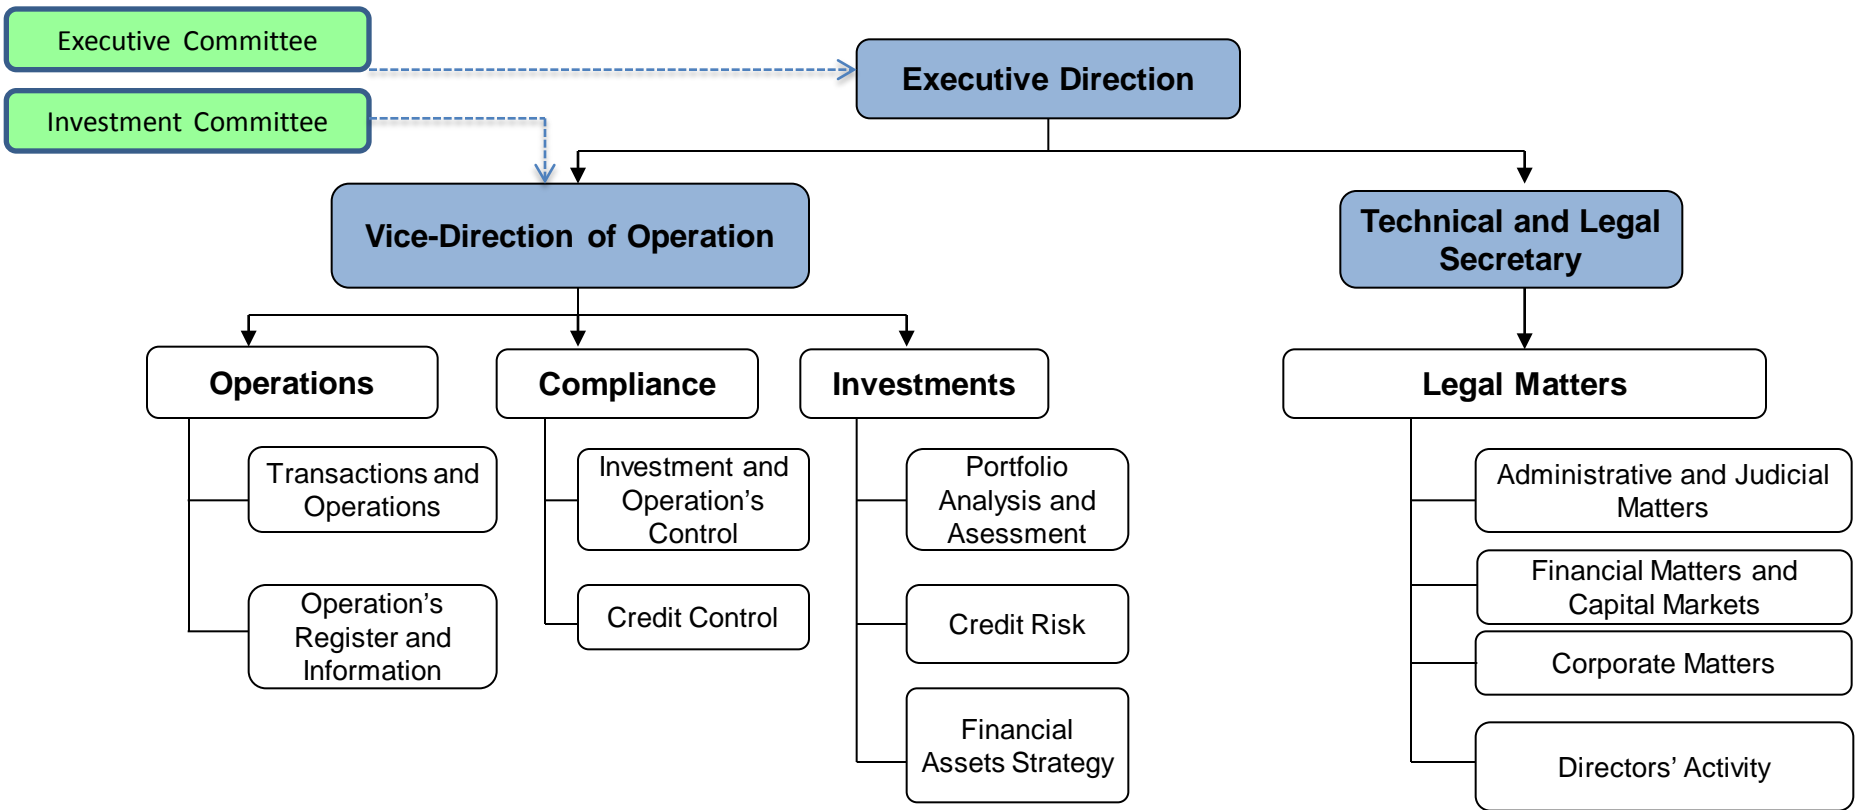 Executive Committee
Investment Committee
Executive Direction
Vice-Direction of Operation
Technical and Legal
Secretary
Operations
Transactions and
Operations
Operation’s
Register and
Information
Compliance
Investment and
Operation’s
Control
Credit Control
Investments
Portfolio
Analysis and
Asessment
Credit Risk
Financial
Assets Strategy
Legal Matters
Administrative and Judicial
Matters
Financial Matters and
Capital Markets
Corporate Matters
Directors’ Activity